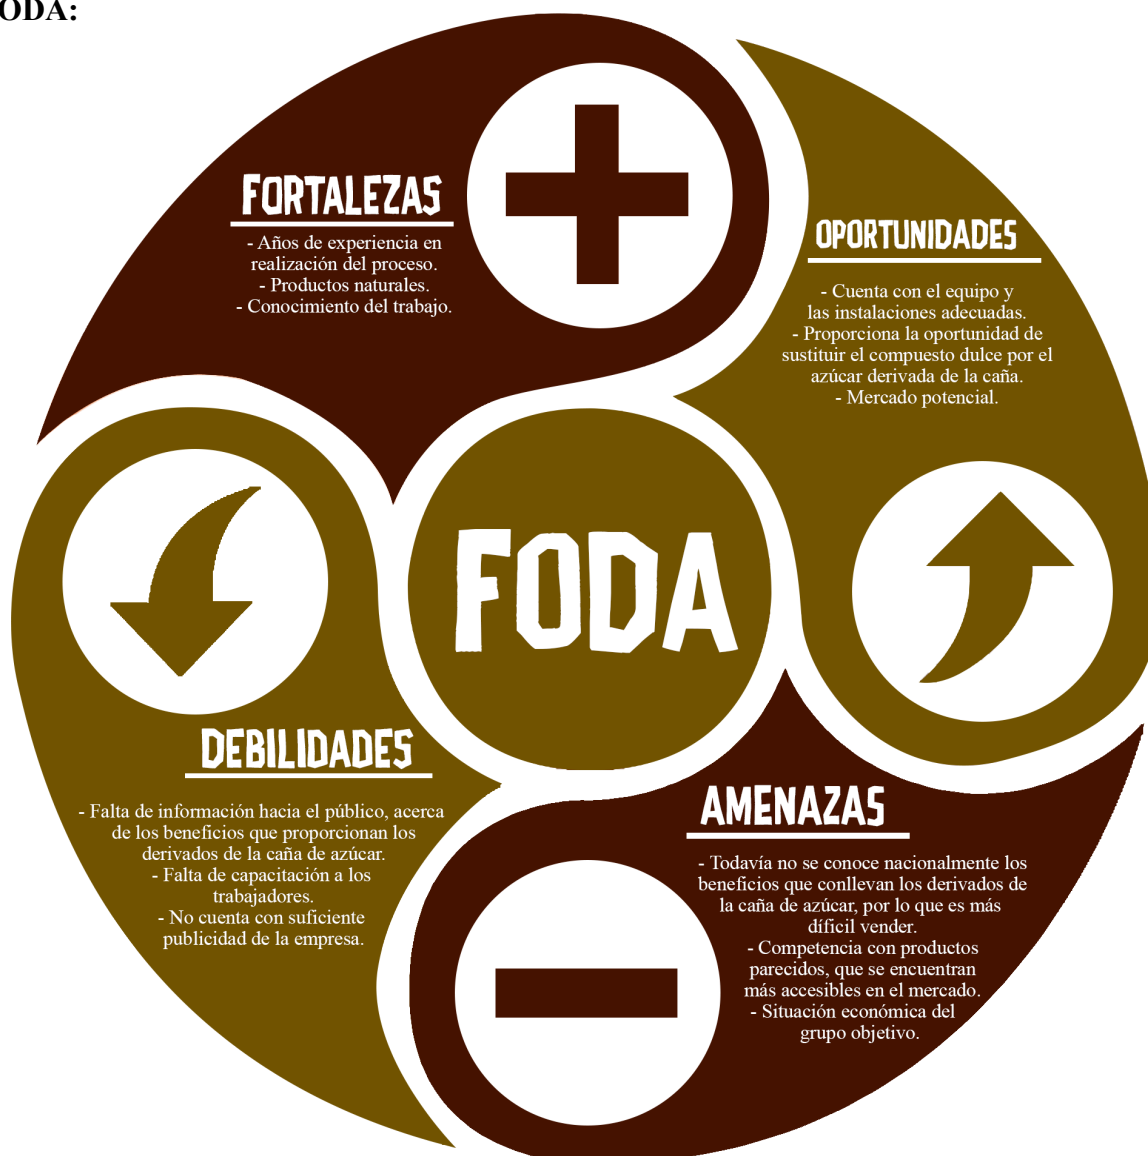 ODA:
FORTALEZAS
- Años de experiencia en
realización del proceso.
- Productos naturales.
- Conocimiento del trabajo.
OPORTUNIDADES
- Cuenta con el equipo y
las instalaciones adecuadas.
- Proporciona la oportunidad de
sustituir el compuesto dulce por el
azúcar derivada de la caña.
- Mercado potencial.
FODA
DEBILIDADES
- Falta de información hacia el público, acerca
de los beneficios que proporcionan los
derivados de la caña de azúcar.
- Falta de capacitación a los
trabajadores.
- No cuenta con suficiente
publicidad de la empresa.
AMENAZAS
- Todavía no se conoce nacionalmente los
beneficios que conllevan los derivados de
la caña de azúcar, por lo que es más
díficil vender.
- Competencia con productos
parecidos, que se encuentran
más accesibles en el mercado.
- Situación económica del
grupo objetivo.